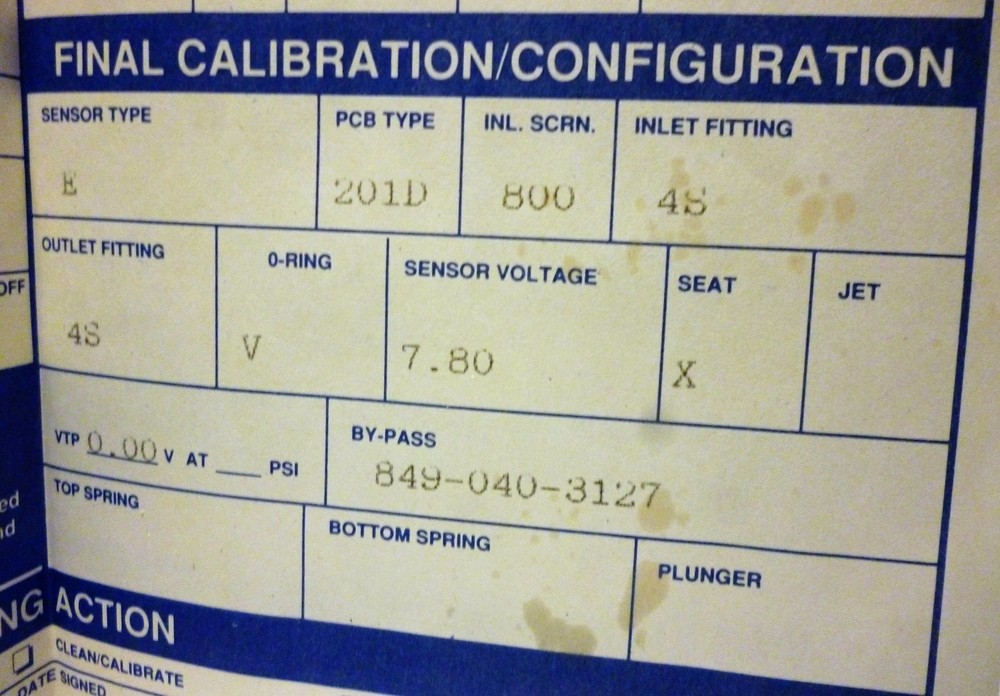 FINAL CALIBRATION/CONFIGURATION
SENSOR TYPE PCB TYPE INL. SCRN. INLET FITTING
E 201D 800 4S
OUTLET FITTING O-RING SENSOR VOLTAGE SEAT JET
OFF
4S V 7.80 X
VTP 0.00 V AT ___ PSI BY-PASS
849-040-3127
TOP SPRING BOTTOM SPRING PLUNGER
ed
nd
NG ACTION
CLEAN/CALIBRATE
DATE SIGNED